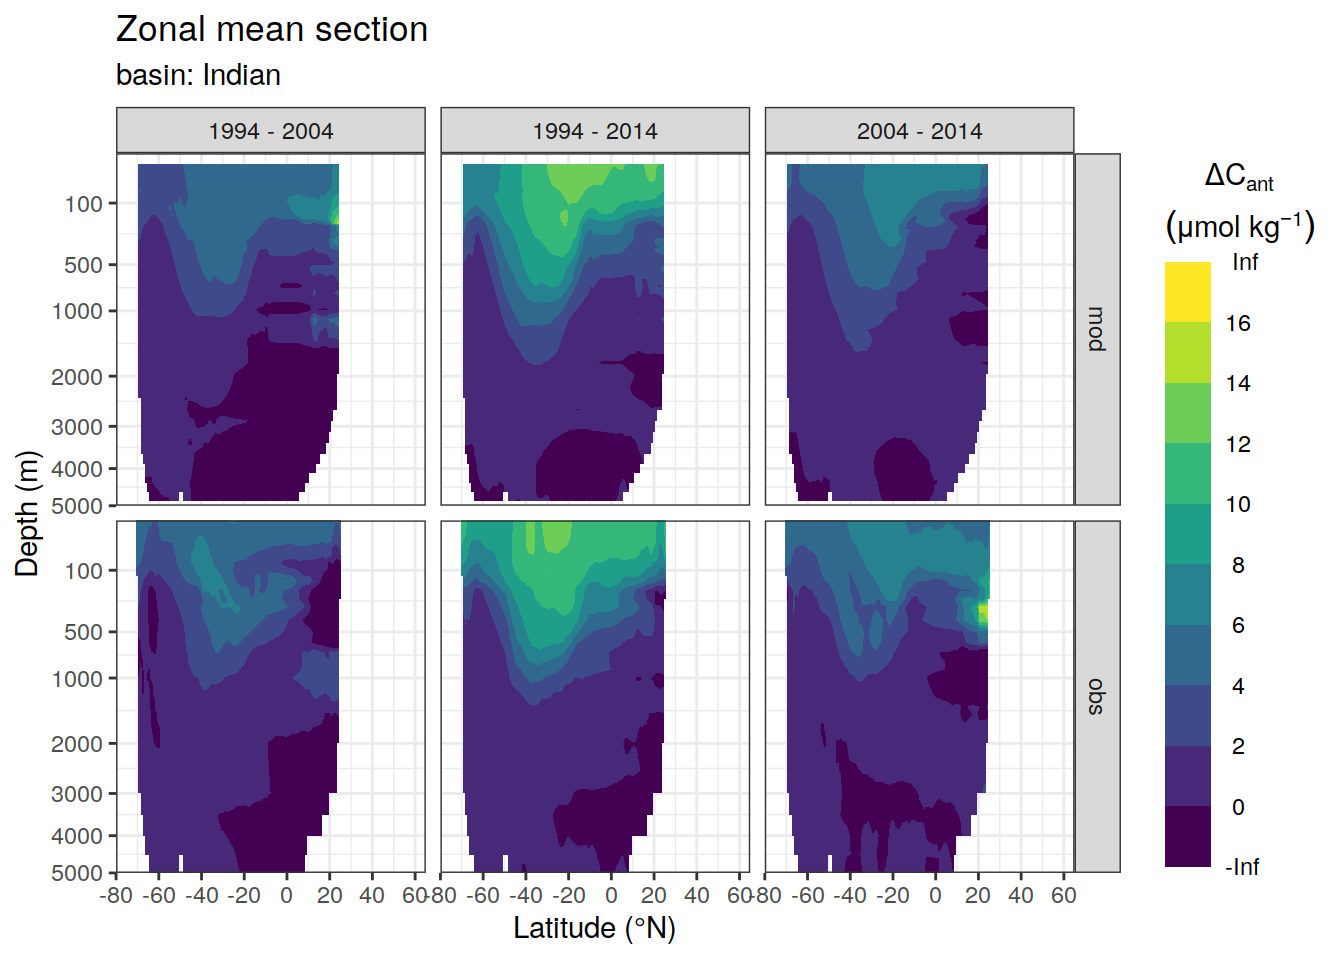 Zonal mean section
basin: Indian
1994 - 2004
1994 - 2014
2004 - 2014
mod
obs
Depth (m)
100
500
1000
2000
3000
4000
5000
100
500
1000
2000
3000
4000
5000
-80 -60 -40 -20 0 20 40 60
-80 -60 -40 -20 0 20 40 60
-80 -60 -40 -20 0 20 40 60
Latitude (°N)
ΔCant
(µmol kg⁻¹)
Inf
16
14
12
10
8
6
4
2
0
-Inf